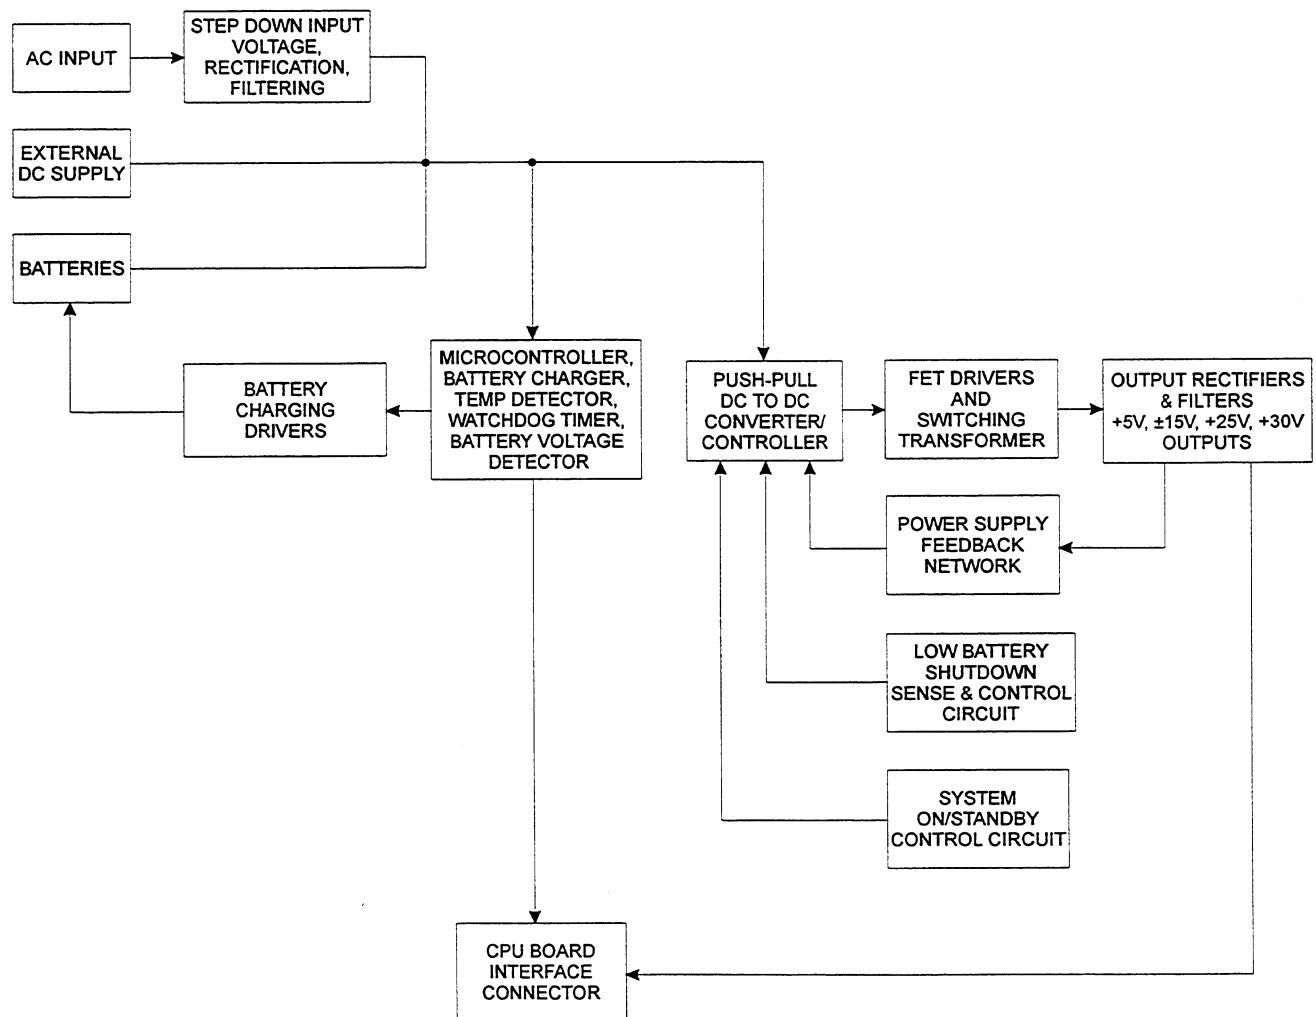 AC INPUT
STEP DOWN INPUT
VOLTAGE,
RECTIFICATION,
FILTERING
EXTERNAL
DC SUPPLY
BATTERIES
BATTERY
CHARGING
DRIVERS
MICROCONTROLLER,
BATTERY CHARGER,
TEMP DETECTOR,
WATCHDOG TIMER,
BATTERY VOLTAGE
DETECTOR
PUSH-PULL
DC TO DC
CONVERTER/
CONTROLLER
FET DRIVERS
AND
SWITCHING
TRANSFORMER
OUTPUT RECTIFIERS
& FILTERS
+5V, ±15V, +25V, +30V
OUTPUTS
POWER SUPPLY
FEEDBACK
NETWORK
LOW BATTERY
SHUTDOWN
SENSE & CONTROL
CIRCUIT
SYSTEM
ON/STANDBY
CONTROL CIRCUIT
CPU BOARD
INTERFACE
CONNECTOR